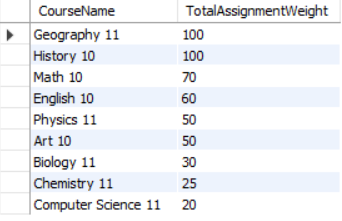 CourseName TotalAssignmentWeight
Geography 11 100
History 10 100
Math 10 70
English 10 60
Physics 11 50
Art 10 50
Biology 11 30
Chemistry 11 25
Computer Science 11 20